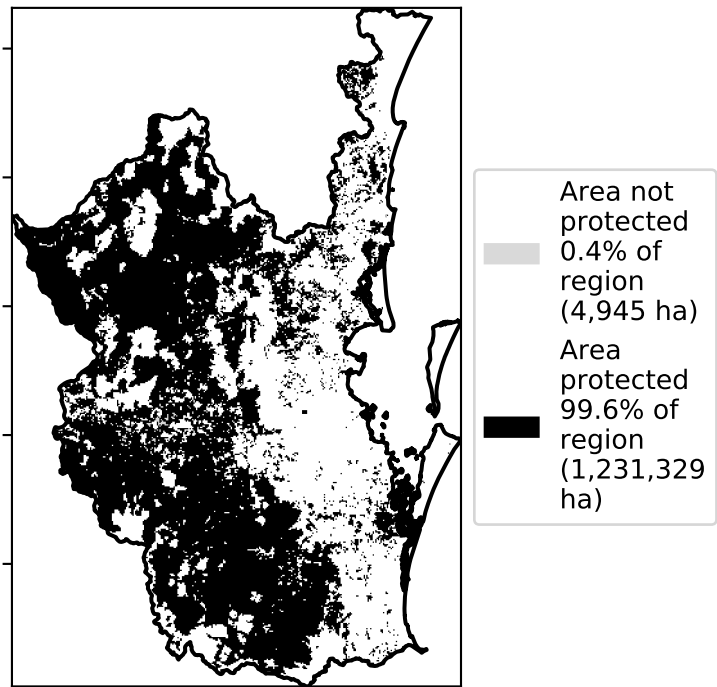 Area not
protected
0.4% of
region
(4,945 ha)
Area
protected
99.6% of
region
(1,231,329
ha)